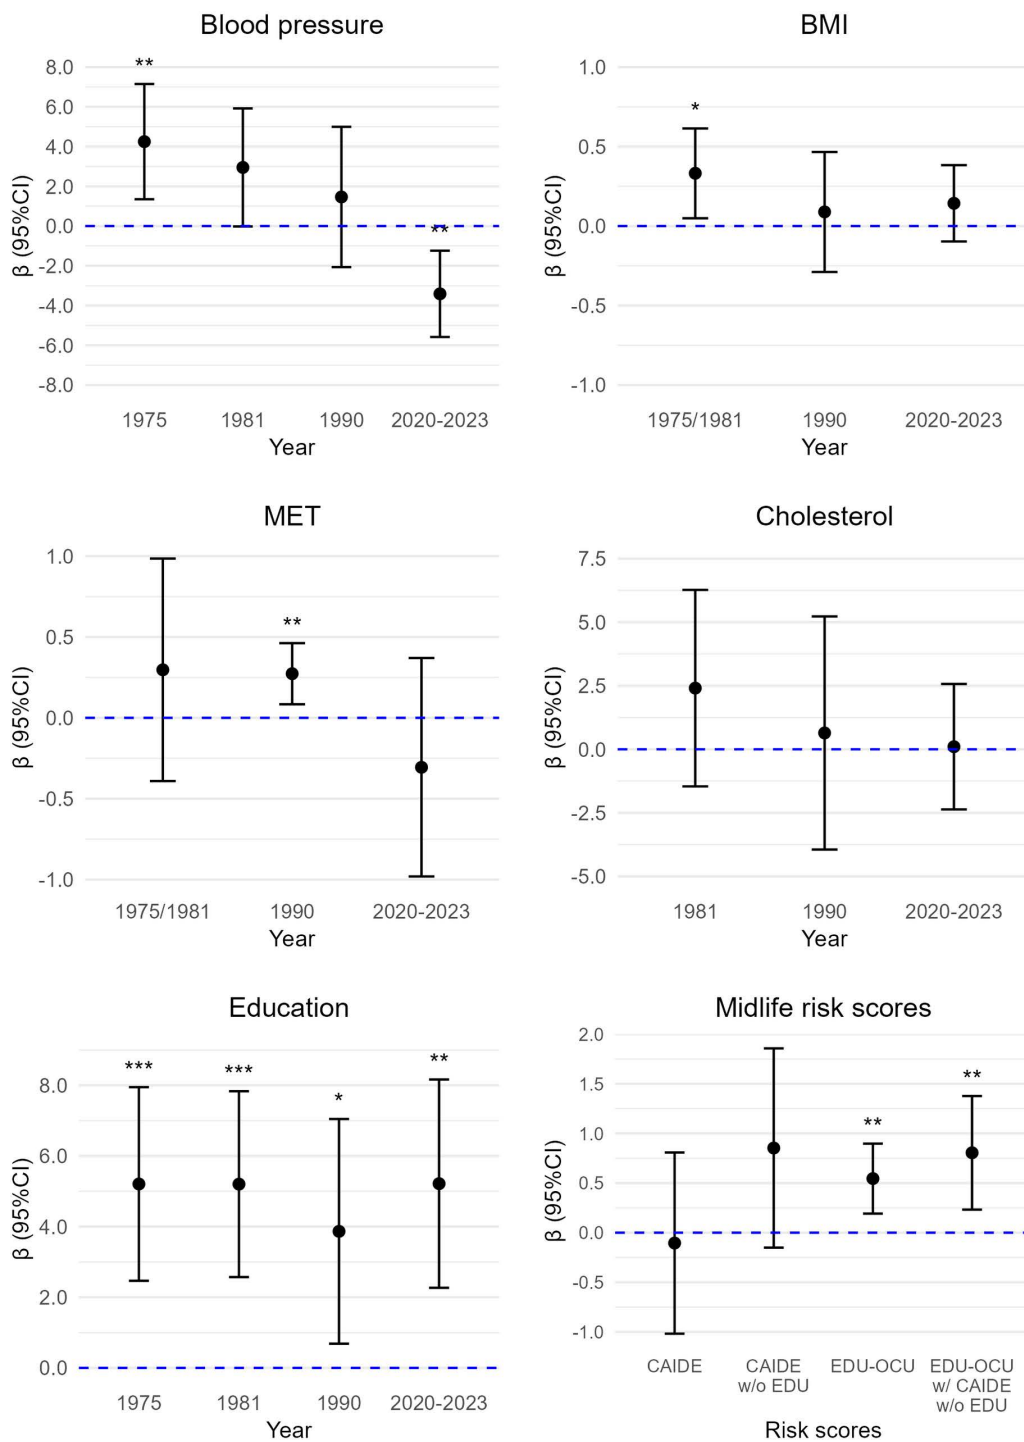 Blood pressure
8.0
6.0
4.0
2.0
0.0
-2.0
-4.0
-6.0
-8.0
β (95%CI)
**
**
1975 1981 1990 2020-2023
Year
BMI
1.0
0.5
0.0
-0.5
-1.0
β (95%CI)
*
1975/1981 1990 2020-2023
Year
MET
1.0
0.5
0.0
-0.5
-1.0
β (95%CI)
**
1975/1981 1990 2020-2023
Year
Cholesterol
7.5
5.0
2.5
0.0
-2.5
-5.0
β (95%CI)
1981 1990 2020-2023
Year
Education
8.0
6.0
4.0
2.0
0.0
β (95%CI)
*** *** * **
1975 1981 1990 2020-2023
Year
Midlife risk scores
2.0
1.5
1.0
0.5
0.0
-0.5
-1.0
β (95%CI)
** **
CAIDE
CAIDE
w/o EDU
EDU-OCU
EDU-OCU
w/ CAIDE
w/o EDU
Risk scores